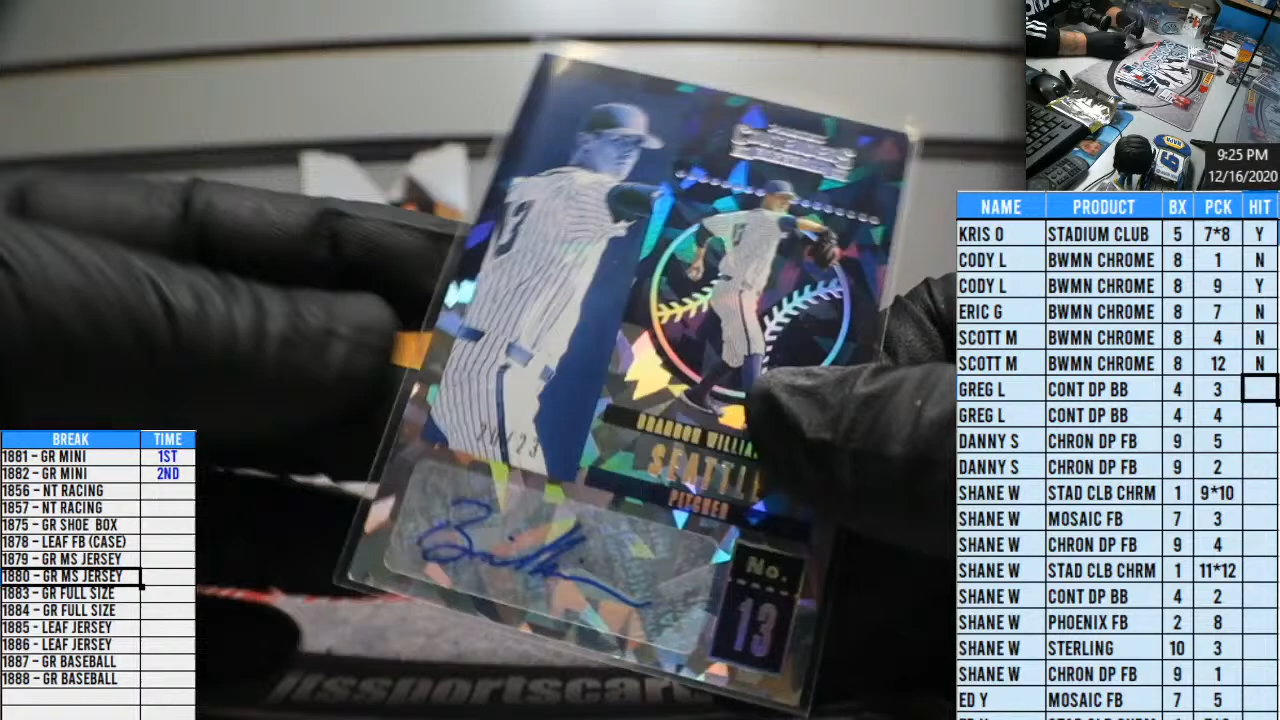 9:25 PM
12/16/2020
NAME PRODUCT BX PCK HIT
KRIS O STADIUM CLUB 5 7*8 Y
CODY L BWMN CHROME 8 1 N
CODY L BWMN CHROME 8 9 Y
ERIC G BWMN CHROME 8 7 N
SCOTT M BWMN CHROME 8 4 N
SCOTT M BWMN CHROME 8 12 N
GREG L CONT DP BB 4 3
GREG L CONT DP BB 4 4
DANNY S CHRON DP FB 9 5
DANNY S CHRON DP FB 9 2
SHANE W STAD CLB CHRM 1 9*10
SHANE W MOSAIC FB 7 3
SHANE W CHRON DP FB 9 4
SHANE W STAD CLB CHRM 1 11*12
SHANE W CONT DP BB 4 2
SHANE W PHOENIX FB 2 8
SHANE W STERLING 10 3
SHANE W CHRON DP FB 9 1
ED Y MOSAIC FB 7 5
BREAK TIME
1881 - GR MINI 1ST
1882 - GR MINI 2ND
1856 - NT RACING
1857 - NT RACING
1875 - GR SHOE BOX
1878 - LEAF FB (CASE)
1879 - GR MS JERSEY
1880 - GR MS JERSEY
1883 - GR FULL SIZE
1884 - GR FULL SIZE
1885 - LEAF JERSEY
1886 - LEAF JERSEY
1887 - GR BASEBALL
1888 - GR BASEBALL
BRANDON WILLIA
SEATTL
PITCHER
No.
13
jtssportscar